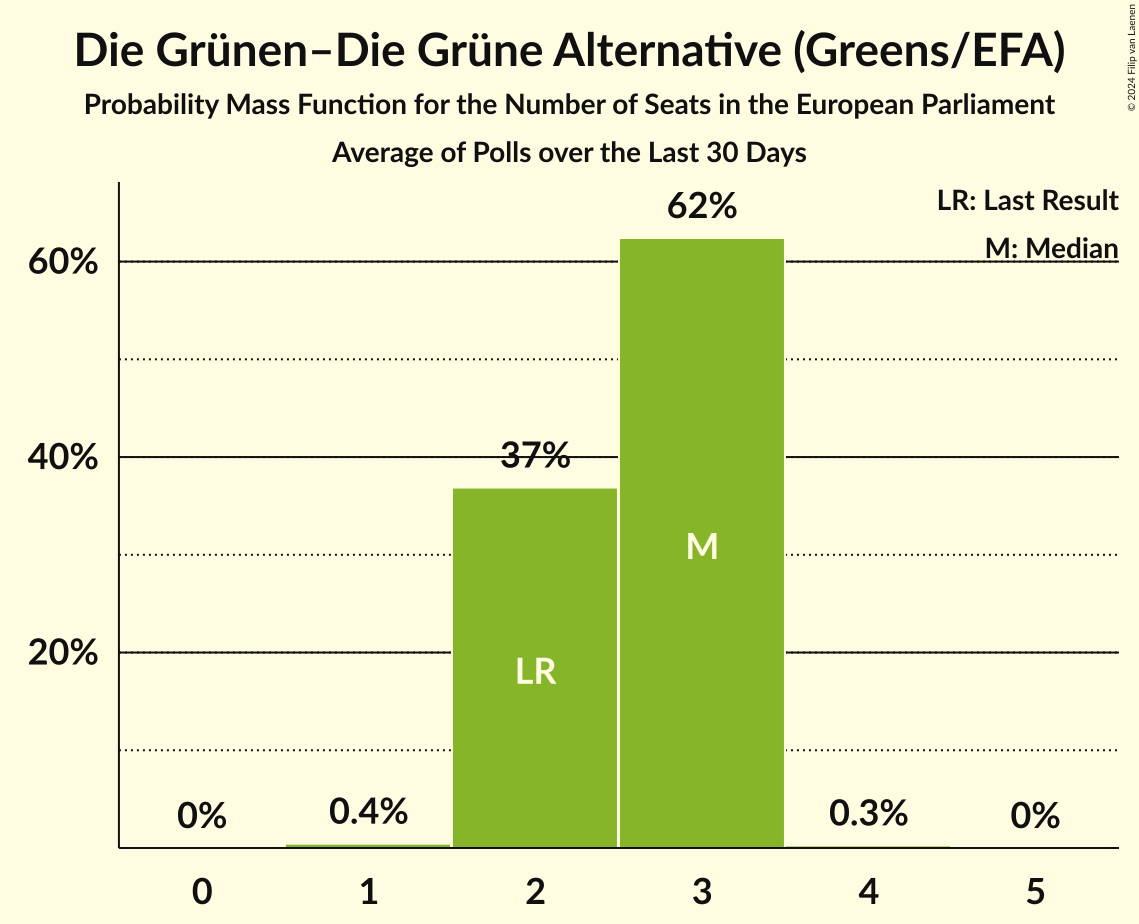 Die Grünen–Die Grüne Alternative (Greens/EFA)
Probability Mass Function for the Number of Seats in the European Parliament
Average of Polls over the Last 30 Days
© 2024 Filip van Laenen
LR: Last Result
M: Median
60%
40%
20%
0%
0.4%
37%
62%
0.3%
0%
LR
M
0
1
2
3
4
5